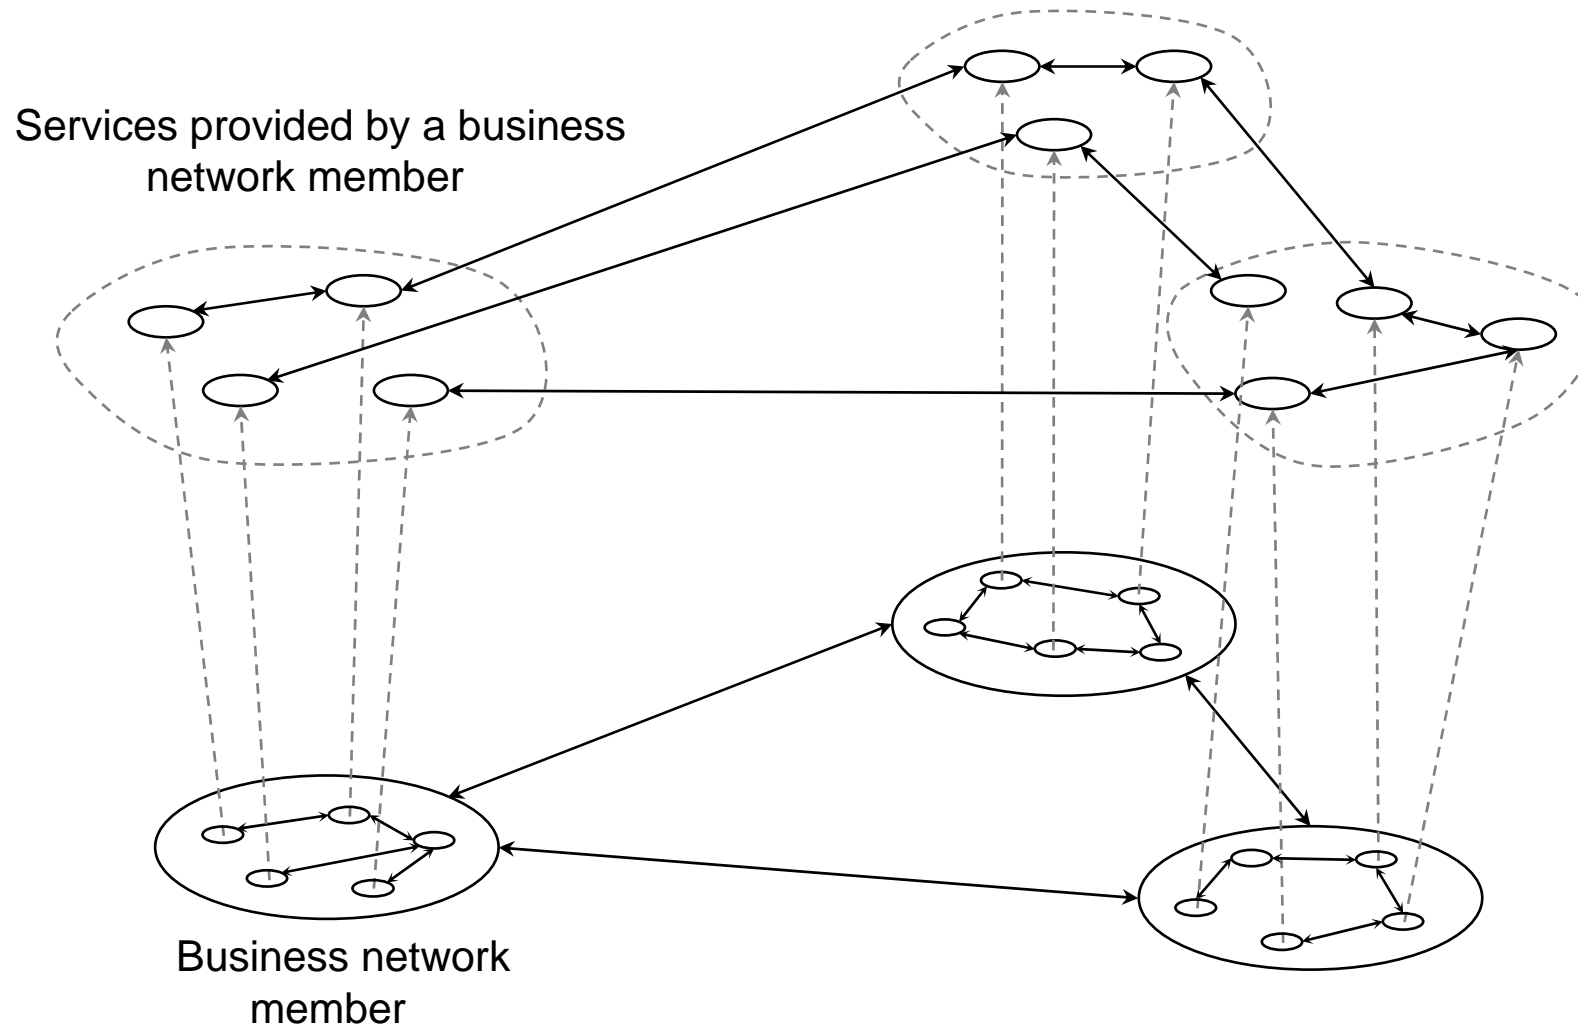 Services provided by a business
network member
Business network
member